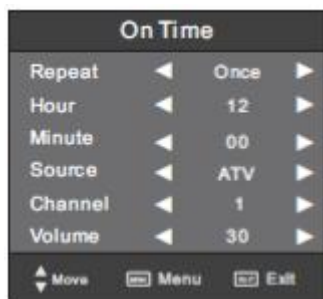 On Time
Repeat ◀ Once ▶
Hour ◀ 12 ▶
Minute ◀ 00 ▶
Source ◀ ATV ▶
Channel ◀ 1 ▶
Volume ◀ 30 ▶
Move Menu Exit